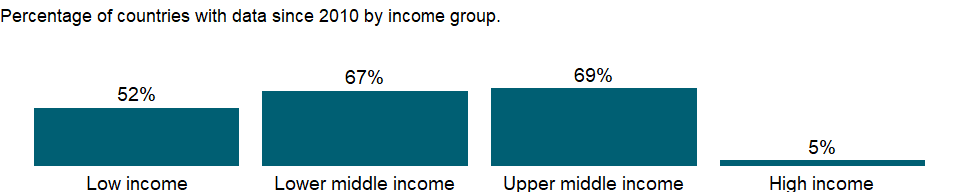 Percentage of countries with data since 2010 by income group.
52%
67%
69%
5%
Low income
Lower middle income
Upper middle income
High income